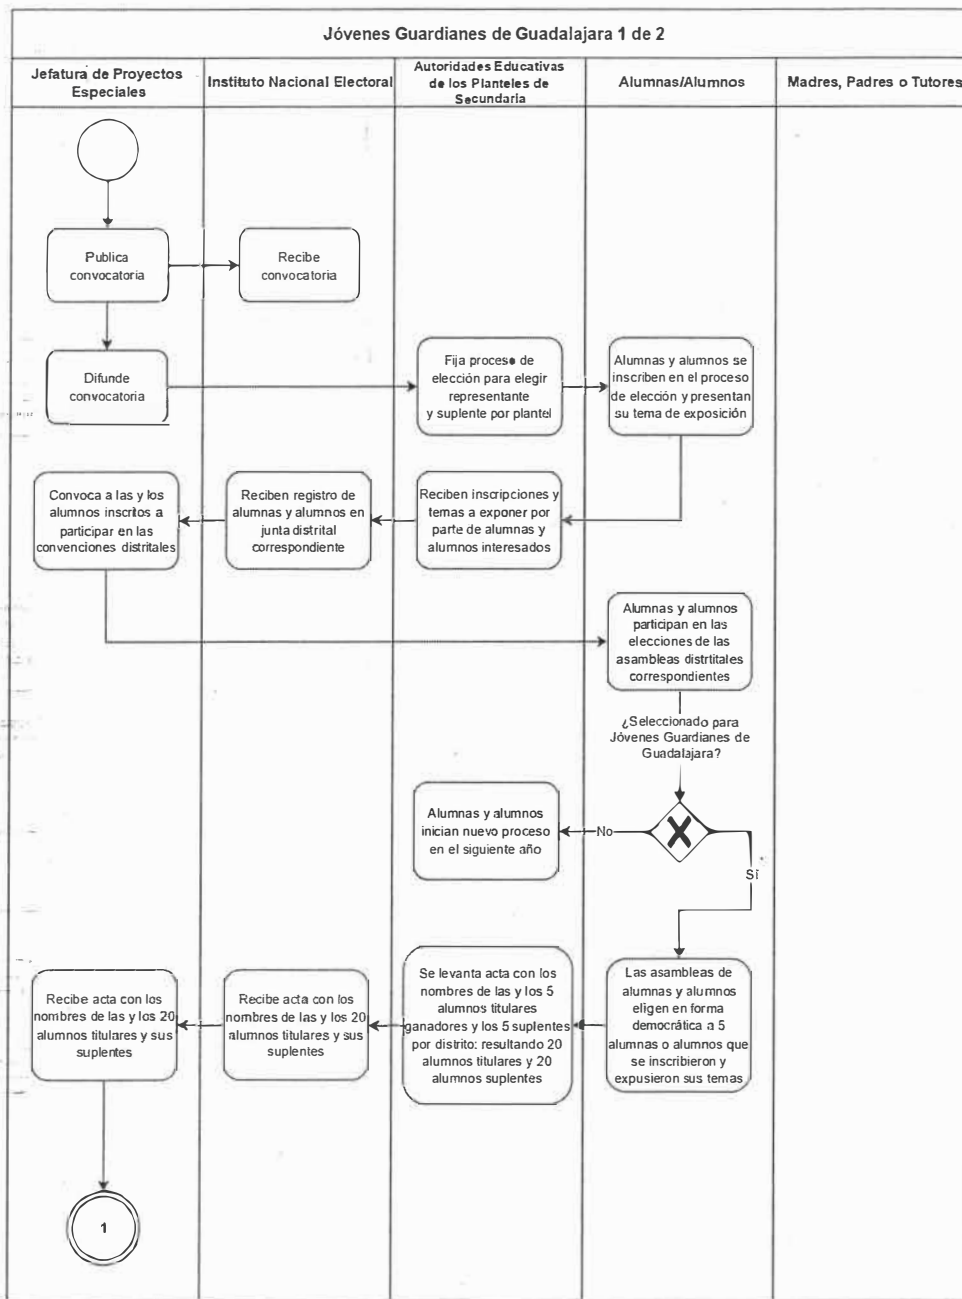 Jóvenes Guardianes de Guadalajara 1 de 2
Jefatura de Proyectos
Especiales
Instituto Nacional Electoral
Autoridades Educativas
de los Planteles de
Secundaria
Alumnas/Alumnos
Madres, Padres o Tutores
Publica
convocatoria
Recibe
convocatoria
Difunde
convocatoria
Fija proceso de
elección para elegir
representante
y suplente por plantel
Alumnas y alumnos se
inscriben en el proceso
de elección y presentan
su tema de exposición
Convoca a las y los
alumnos inscritos a
participar en las
convenciones distritales
Reciben registro de
alumnas y alumnos en
junta distrital
correspondiente
Reciben inscripciones y
temas a exponer por
parte de alumnas y
alumnos interesados
Alumnas y alumnos
participan en las
elecciones de las
asambleas distrtitales
correspondientes
¿Seleccionado para
Jóvenes Guardianes de
Guadalajara?
Alumnas y alumnos
inician nuevo proceso
en el siguiente año
No
X
Sí
Recibe acta con los
nombres de las y los 20
alumnos titulares y sus
suplentes
Recibe acta con los
nombres de las y los 20
alumnos titulares y sus
suplentes
Se levanta acta con los
nombres de las y los 5
alumnos titulares
ganadores y los 5 suplentes
por distrito: resultando 20
alumnos titulares y 20
alumnos suplentes
Las asambleas de
alumnas y alumnos
eligen en forma
democrática a 5
alumnas o alumnos que
se inscribieron y
expusieron sus temas
1